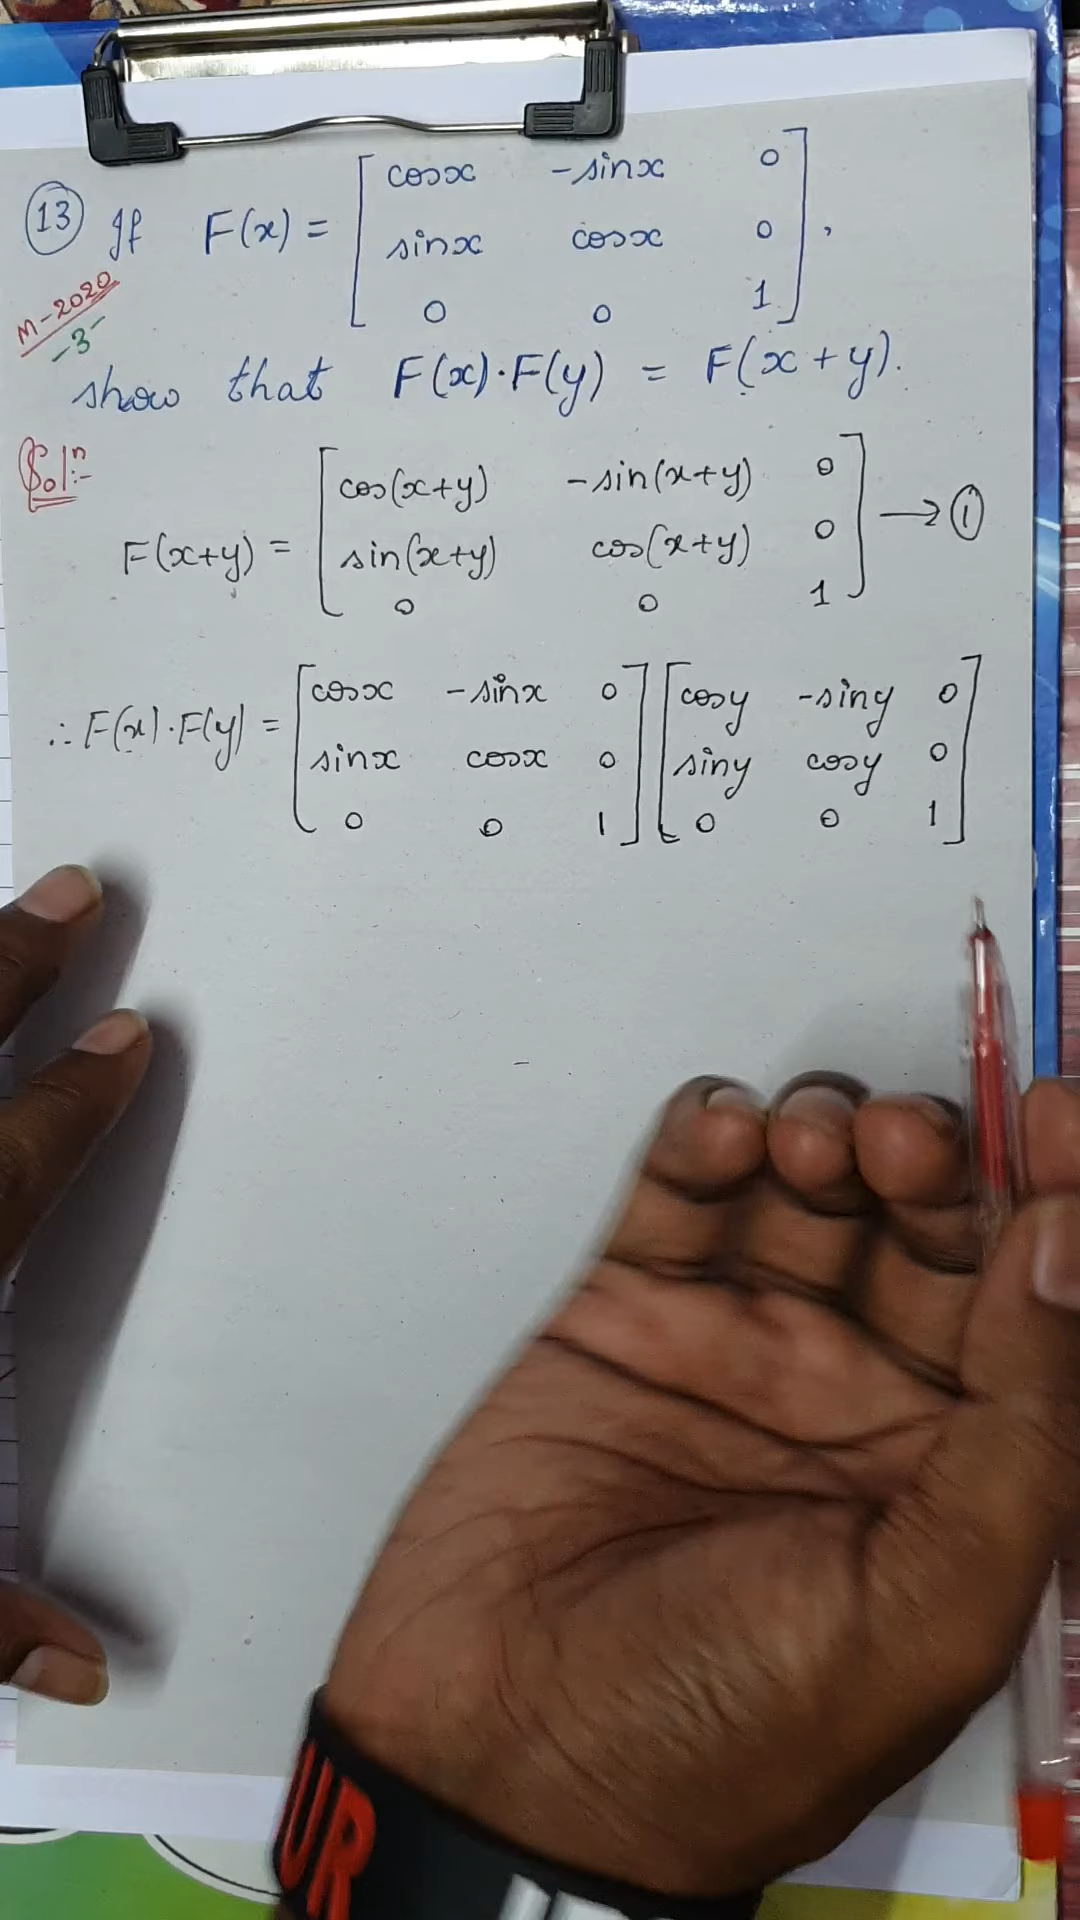 (13) If F(x) = [cosx -sinx 0
sinx cosx 0
0 0 1],
M-2020
-3-
show that F(x)·F(y) = F(x+y).
Solⁿ:-
F(x+y) = [cos(x+y) -sin(x+y) 0
sin(x+y) cos(x+y) 0
0 0 1] → ①
∴ F(x)·F(y) = [cosx -sinx 0
sinx cosx 0
0 0 1] [cosy -siny 0
siny cosy 0
0 0 1]
UR